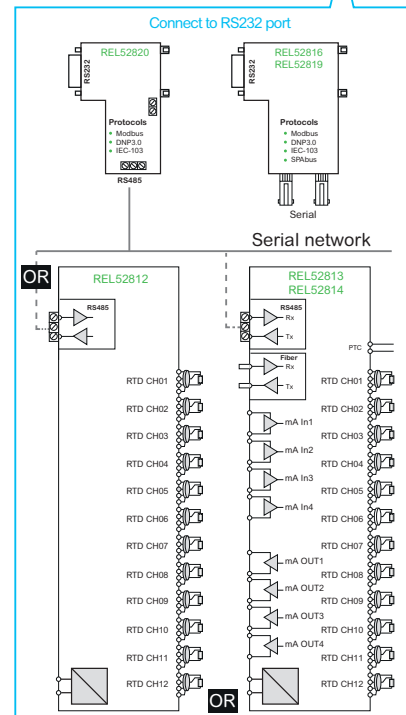 Connect to RS232 port
REL52820
RS232
Protocols
• Modbus
• DNP3.0
• IEC-103
RS485
REL52816
REL52819
RS232
Protocols
• Modbus
• DNP3.0
• IEC-103
• SPAbus
Serial
Serial network
OR
REL52812
RS485
RTD CH01
RTD CH02
RTD CH03
RTD CH04
RTD CH05
RTD CH06
RTD CH07
RTD CH08
RTD CH09
RTD CH10
RTD CH11
RTD CH12
OR
REL52813
REL52814
RS485
Rx
Tx
Fiber
Rx
Tx
mA In1
mA In2
mA In3
mA In4
mA OUT1
mA OUT2
mA OUT3
mA OUT4
PTC
RTD CH01
RTD CH02
RTD CH03
RTD CH04
RTD CH05
RTD CH06
RTD CH07
RTD CH08
RTD CH09
RTD CH10
RTD CH11
RTD CH12